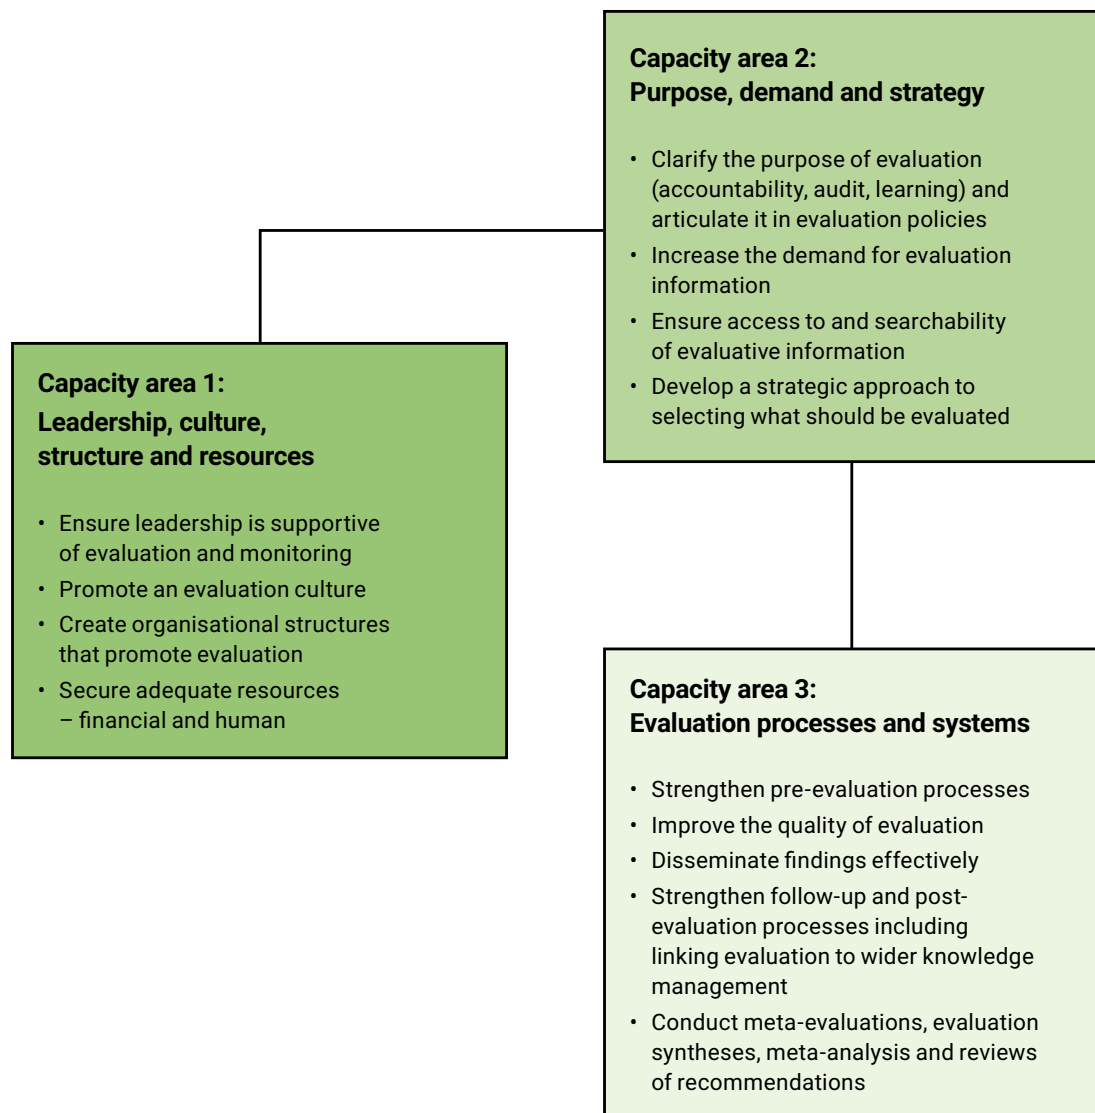 Capacity area 2:
Purpose, demand and strategy
• Clarify the purpose of evaluation
(accountability, audit, learning) and
articulate it in evaluation policies
• Increase the demand for evaluation
information
• Ensure access to and searchability
of evaluative information
• Develop a strategic approach to
selecting what should be evaluated
Capacity area 1:
Leadership, culture,
structure and resources
• Ensure leadership is supportive
of evaluation and monitoring
• Promote an evaluation culture
• Create organisational structures
that promote evaluation
• Secure adequate resources
– financial and human
Capacity area 3:
Evaluation processes and systems
• Strengthen pre-evaluation processes
• Improve the quality of evaluation
• Disseminate findings effectively
• Strengthen follow-up and post-
evaluation processes including
linking evaluation to wider knowledge
management
• Conduct meta-evaluations, evaluation
syntheses, meta-analysis and reviews
of recommendations